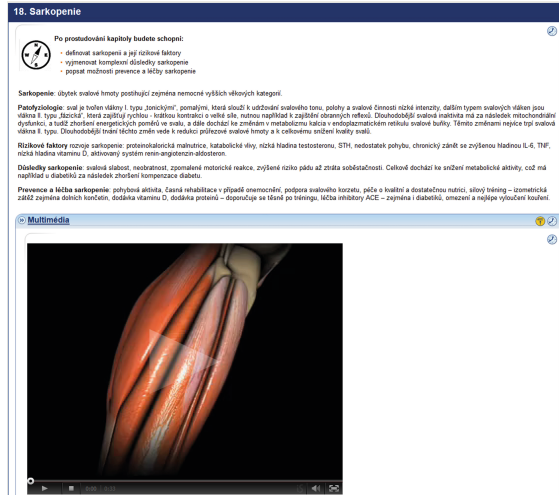 18. Sarkopenie
Po prostudování kapitoly budete schopni:
definovat sarkopenii a její rizikové faktory
vyjmenovat komplexní důsledky sarkopenie
popsat možnosti prevence a léčby sarkopenie
Sarkopenie: úbytek svalové hmoty postihující zejména nemocné vyšších věkových kategorií.
Patofyziologie: sval je tvořen vlákny I. typu „tonickými“, pomalými, která slouží k udržování svalového tonu, polohy a svalové činnosti nízké intenzity, dalším typem svalových vláken jsou
vlákna II. typu „fázická“, která zajišťují rychlou - krátkou kontrakci o velké síle, nutnou například k zajištění obranných reflexů. Dlouhodobější svalová inaktivita má za následek mitochondriální
dysfunkci, a tudíž zhoršení energetických poměrů ve svalu, a dále dochází ke změnám v metabolizmu kalcia v endoplazmatickém retikulu svalové buňky. Těmito změnami nejvíce trpí svalová
vlákna II. typu. Dlouhodobější trvání těchto změn vede k redukci průřezové svalové hmoty a k celkovému snížení kvality svalů.
Rizikové faktory rozvoje sarkopenie: proteinokalorická malnutrice, katabolické vlivy, nízká hladina testosteronu, STH, nedostatek pohybu, chronický zánět se zvýšenou hladinou IL-6, TNF,
nízká hladina vitaminu D, aktivovaný systém renin-angiotenzin-aldosteron.
Důsledky sarkopenie: svalová slabost, neobratnost, zpomalené motorické reakce, zvýšené riziko pádu až ztráta soběstačnosti. Celkově dochází ke snížení metabolické aktivity, což má
například u diabetiků za následek zhoršení kompenzace diabetu.
Prevence a léčba sarkopenie: pohybová aktivita, časná rehabilitace v případě onemocnění, podpora svalového korzetu, péče o kvalitní a dostatečnou nutrici, silový tréning – izometrická
zátěž zejména dolních končetin, dodávka vitaminu D, dodávka proteinů – doporučuje se těsně po tréningu, léčba inhibitory ACE – zejména i diabetiků, omezení a nejlépe vyloučení kouření.
Multimédia